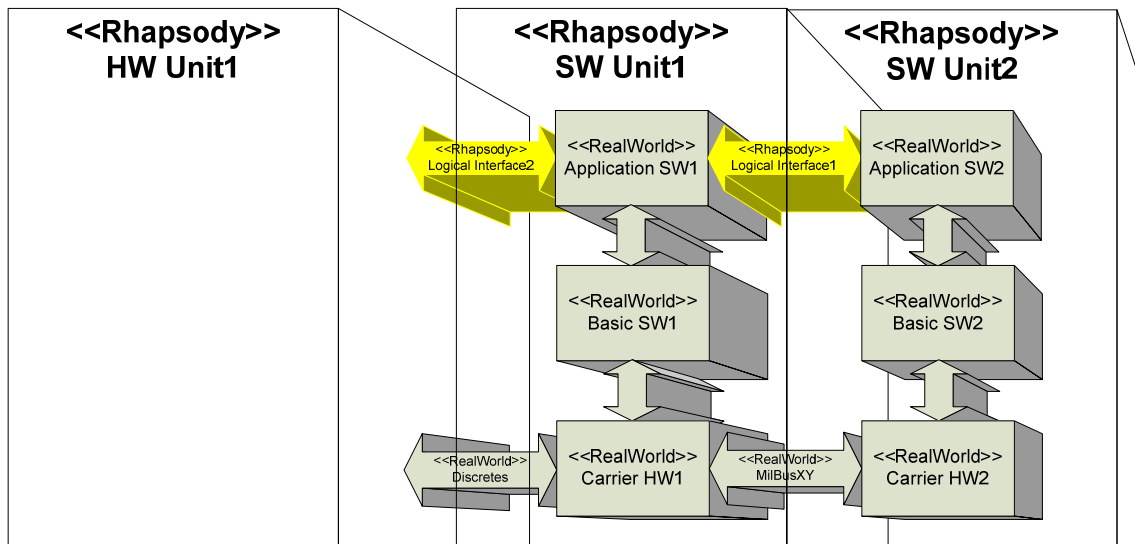 <<Rhapsody>>
HW Unit1
<<Rhapsody>>
SW Unit1
<<Rhapsody>>
SW Unit2
<<Rhapsody>>
Logical Interface2
<<RealWorld>>
Application SW1
<<Rhapsody>>
Logical Interface1
<<RealWorld>>
Application SW2
<<RealWorld>>
Basic SW1
<<RealWorld>>
Basic SW2
<<RealWorld>>
Discretes
<<RealWorld>>
Carrier HW1
<<RealWorld>>
MilBusXY
<<RealWorld>>
Carrier HW2